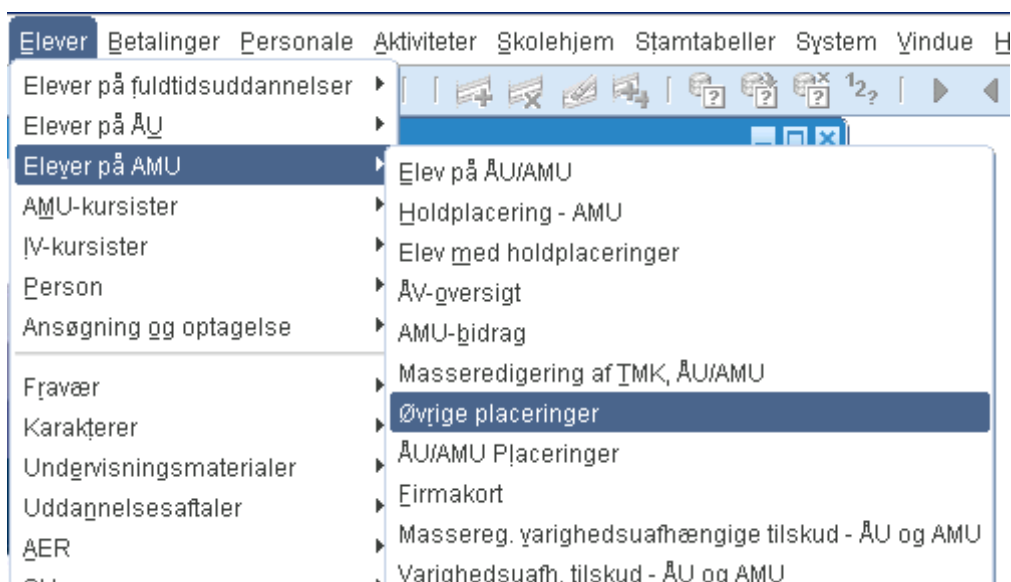 Elever Betalinger Personale Aktiviteter Skolehjem Stamtabeller System Vindue H
Elever på fuldtidsuddannelser
Elever på ÅU
Elever på AMU
AMU-kursister
IV-kursister
Person
Ansøgning og optagelse
Fravær
Karakterer
Undervisningsmaterialer
Uddannelsesaftaler
AER
Elev på ÅU/AMU
Holdplacering - AMU
Elev med holdplaceringer
ÅV-oversigt
AMU-bidrag
Masseredigering af TMK, ÅU/AMU
Øvrige placeringer
ÅU/AMU Placeringer
Firmakort
Massereg. varighedsuafhængige tilskud - ÅU og AMU
Varighedsuafh. tilskud - ÅU og AMU